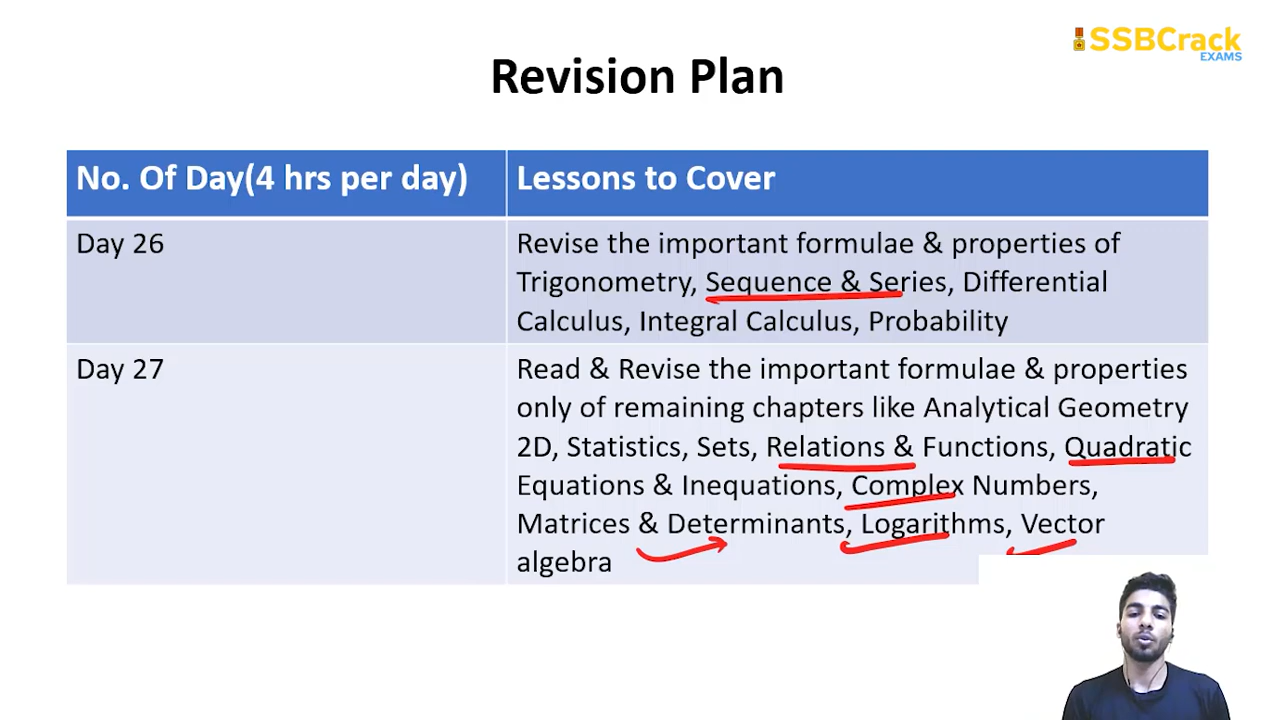 SSBCrack
EXAMS
Revision Plan
No. Of Day(4 hrs per day)
Lessons to Cover
Day 26
Revise the important formulae & properties of
Trigonometry, Sequence & Series, Differential
Calculus, Integral Calculus, Probability
Day 27
Read & Revise the important formulae & properties
only of remaining chapters like Analytical Geometry
2D, Statistics, Sets, Relations & Functions, Quadratic
Equations & Inequations, Complex Numbers,
Matrices & Determinants, Logarithms, Vector
algebra